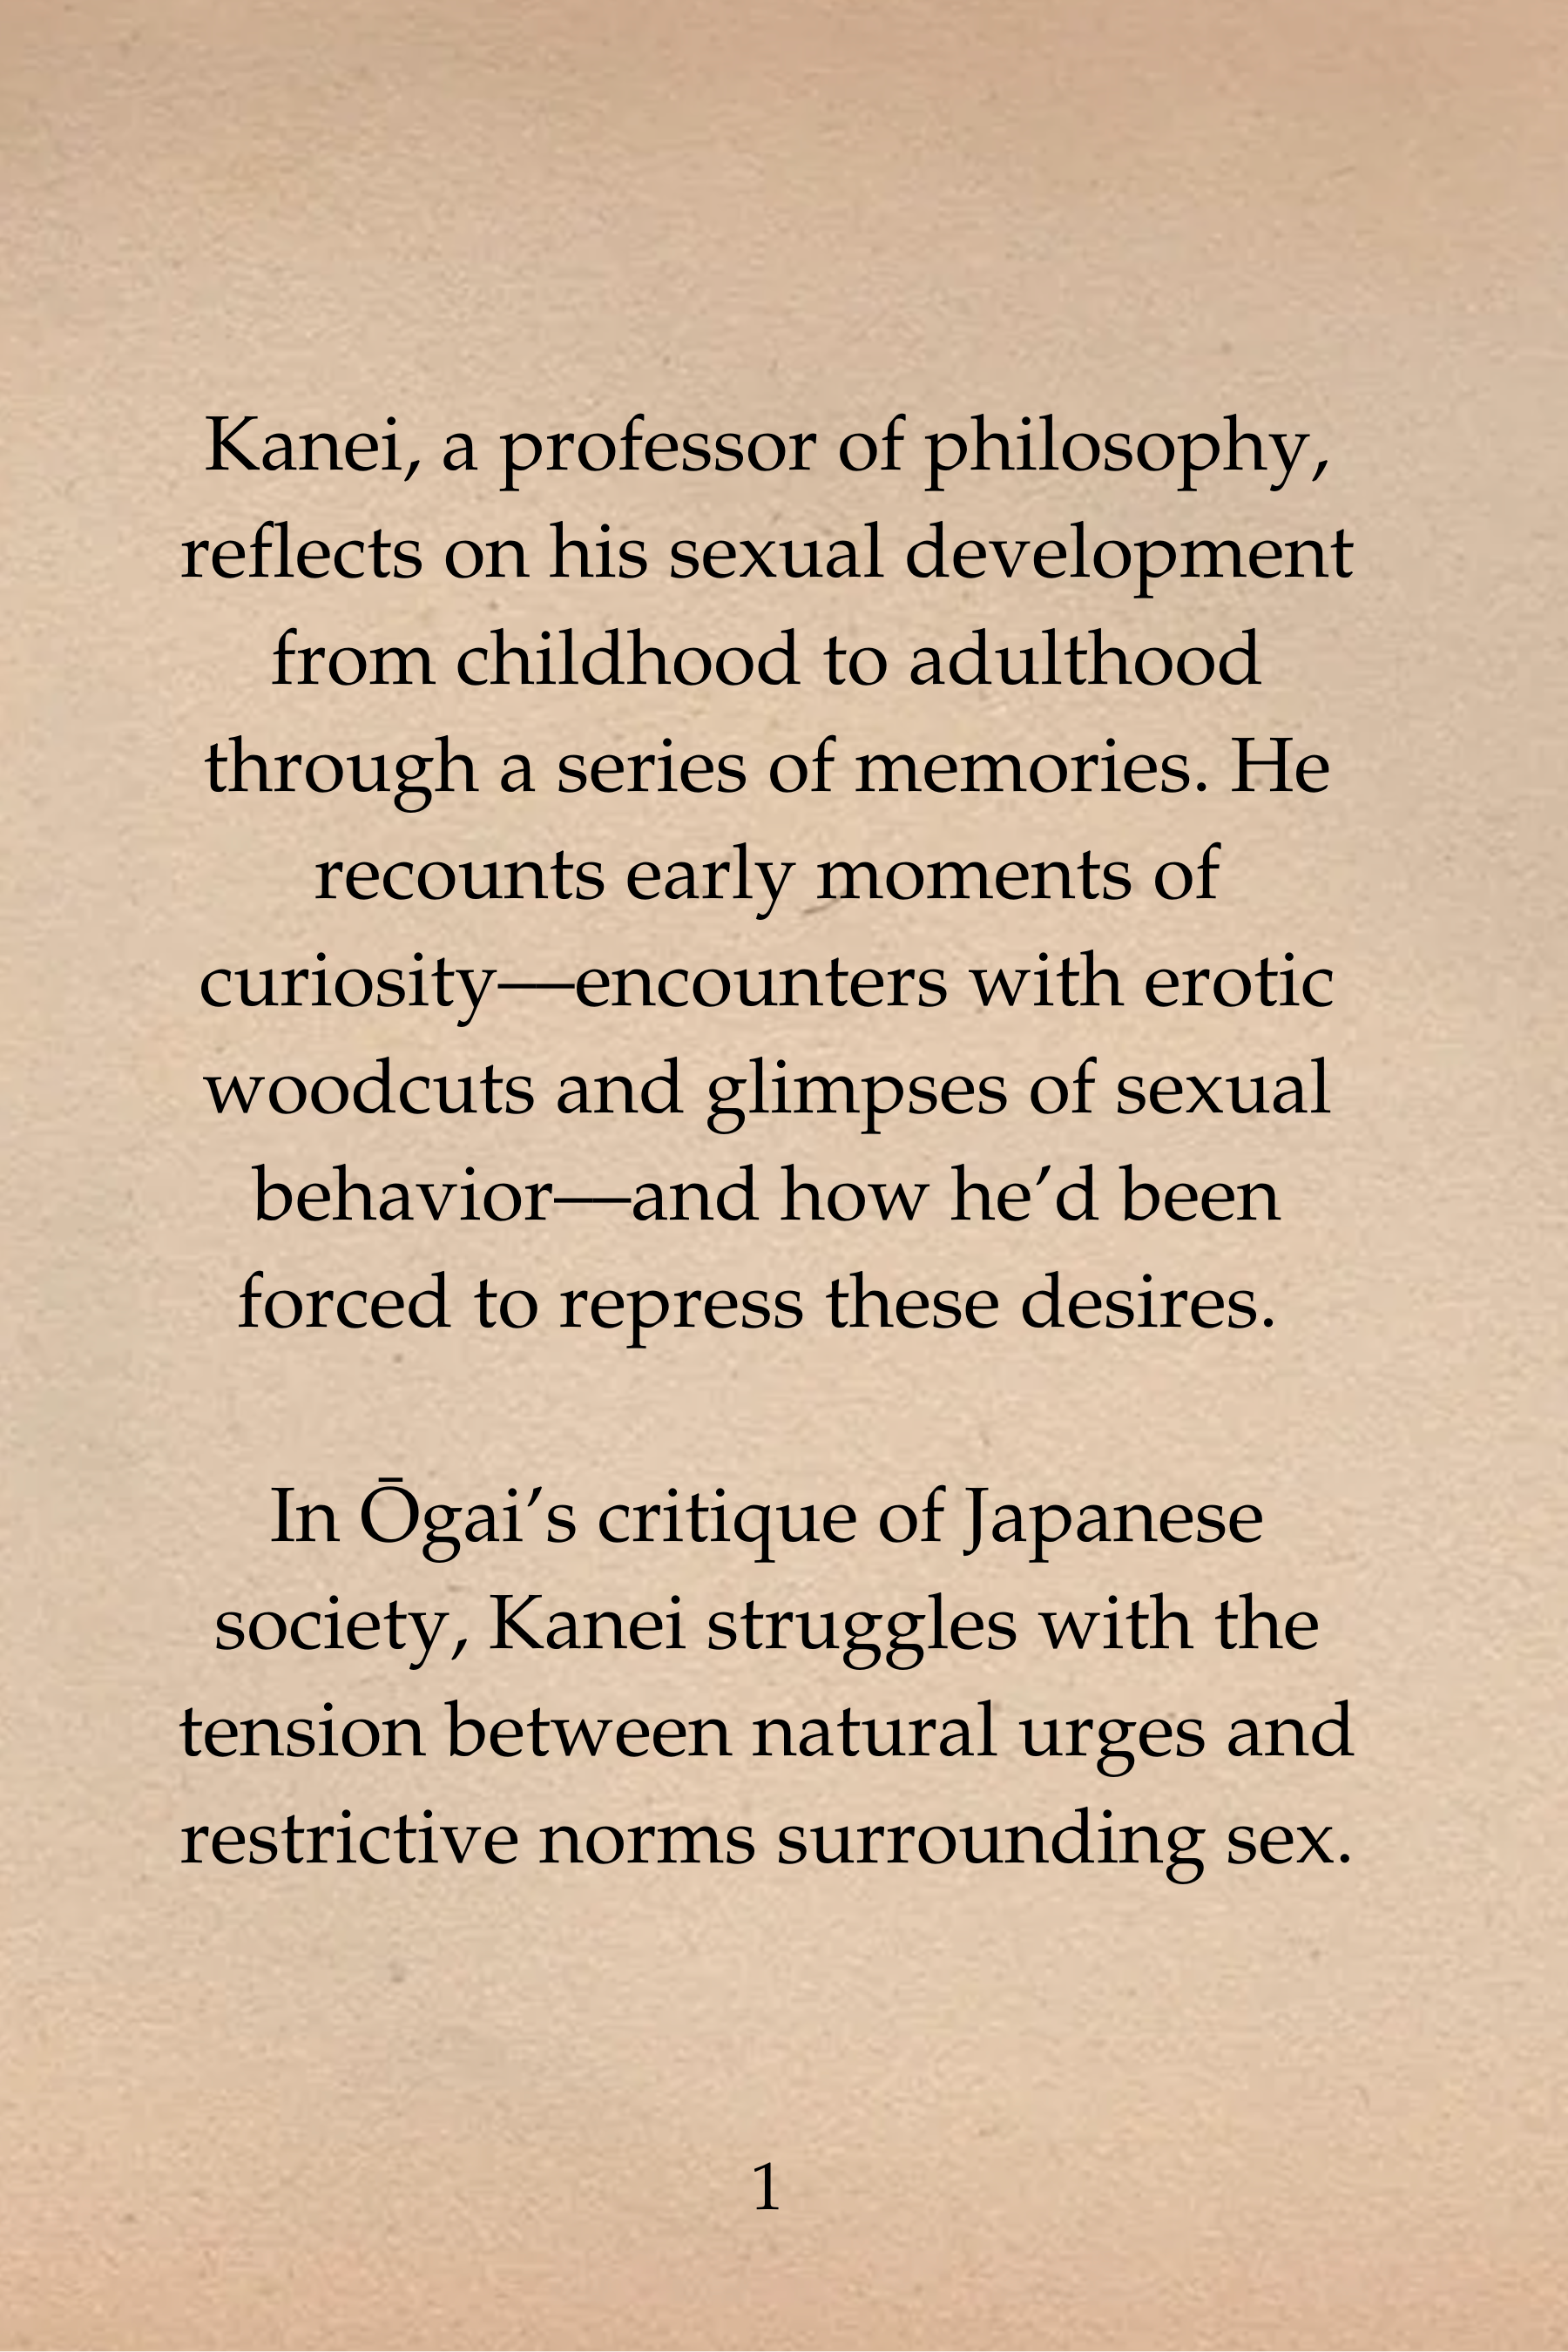 Kanei, a professor of philosophy,
reflects on his sexual development
from childhood to adulthood
through a series of memories. He
recounts early moments of
curiosity—encounters with erotic
woodcuts and glimpses of sexual
behavior—and how he’d been
forced to repress these desires.
In Ōgai’s critique of Japanese
society, Kanei struggles with the
tension between natural urges and
restrictive norms surrounding sex.
1